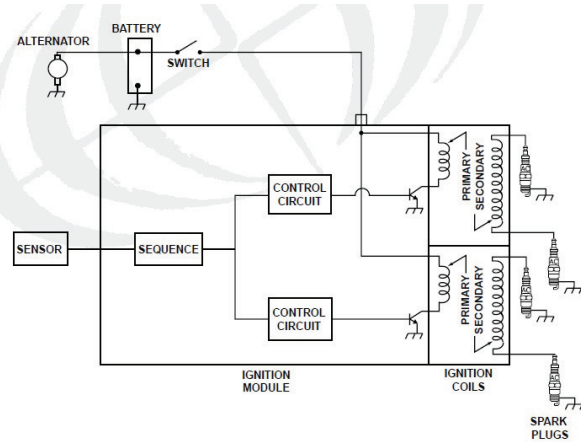 BATTERY
ALTERNATOR
SWITCH
CONTROL
CIRCUIT
PRIMARY
SECONDARY
SENSOR
SEQUENCE
CONTROL
CIRCUIT
PRIMARY
SECONDARY
IGNITION
MODULE
IGNITION
COILS
SPARK
PLUGS